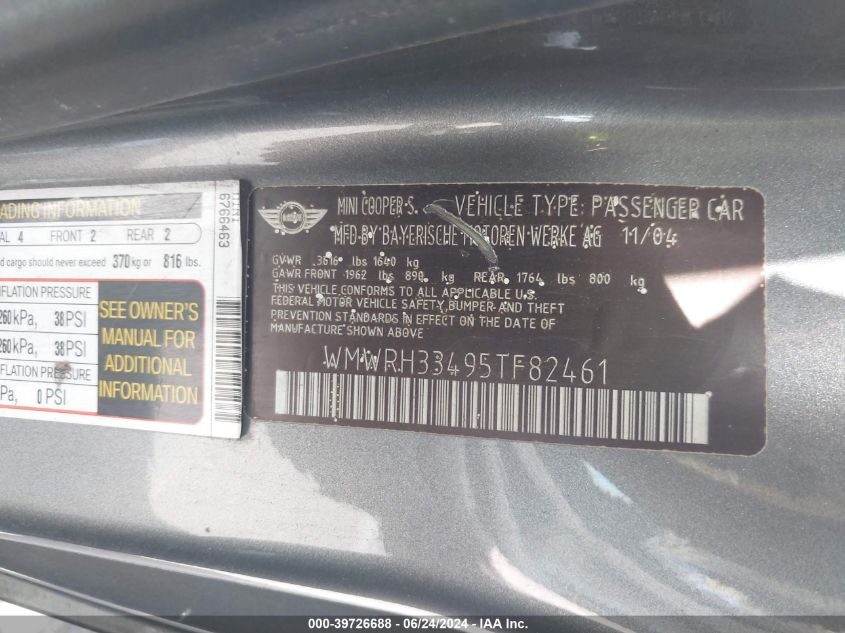 ADING INFORMATION
AL 4 FRONT 2 REAR 2
d cargo should never exceed 370 kg or 816 lbs.
FLATION PRESSURE
260 kPa, 38 PSI
260 kPa, 38 PSI
FLATION PRESSURE
Pa, 0 PSI
SEE OWNER'S
MANUAL FOR
ADDITIONAL
INFORMATION
MINI
6766463
MINI COOPER S VEHICLE TYPE: PASSENGER CAR
MFD BY BAYERISCHE MOTOREN WERKE AG 11/04
GVWR 3616 lbs 1640 kg
GAWR FRONT 1962 lbs 890 kg REAR 1764 lbs 800 kg
THIS VEHICLE CONFORMS TO ALL APPLICABLE U.S.
FEDERAL MOTOR VEHICLE SAFETY, BUMPER AND THEFT
PREVENTION STANDARDS IN EFFECT ON THE DATE OF
MANUFACTURE SHOWN ABOVE
WMWRH33495TF82461
000-39726688 - 06/24/2024 - IAAI.com